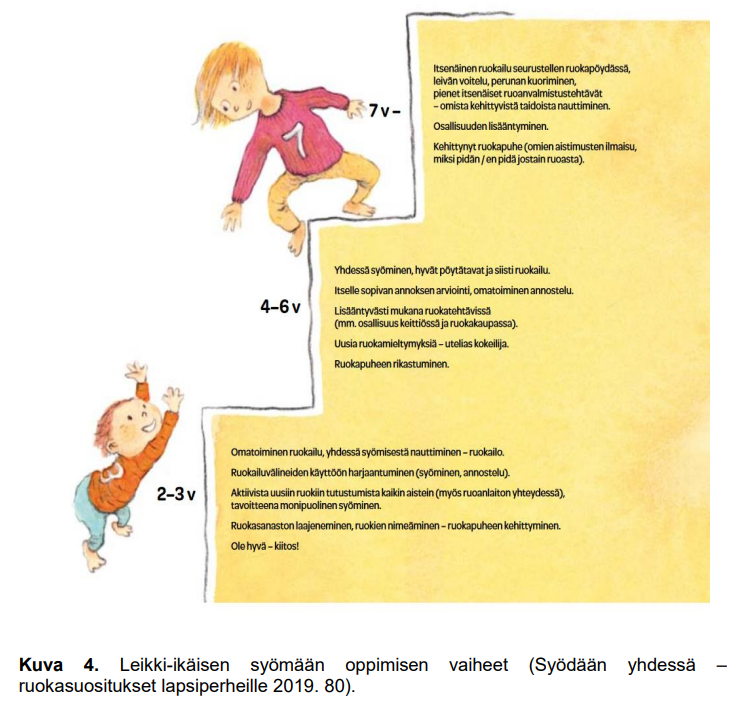 Itsenäinen ruokailu seurustellen ruokapöydässä,
leivän voitelu, perunan kuoriminen,
pienet itsenäiset ruoanvalmistustehtävät
– omista kehittyvistä taidoista nauttiminen.
7 v –
Osallisuuden lisääntyminen.
Kehittynyt ruokapuhe (omien aistimusten ilmaisu,
miksi pidän / en pidä jostain ruoasta).
7
Yhdessä syöminen, hyvät pöytätavat ja siisti ruokailu.
Itselle sopivan annoksen arviointi, omatoiminen annostelu.
4–6 v
Lisääntyvästi mukana ruokatehtävissä
(mm. osallisuus keittiössä ja ruokakaupassa).
Uusia ruokamieltymyksiä – utelias kokeilija.
Ruokapuheen rikastuminen.
Omatoiminen ruokailu, yhdessä syömisestä nauttiminen – ruokailo.
Ruokailuvälineiden käyttöön harjaantuminen (syöminen, annostelu).
3
2–3 v
Aktiivista uusiin ruokiin tutustumista kaikin aistein (myös ruoanlaiton yhteydessä),
tavoitteena monipuolinen syöminen.
Ruokasanaston laajeneminen, ruokien nimeäminen – ruokapuheen kehittyminen.
Ole hyvä – kiitos!
Kuva 4. Leikki-ikäisen syömään oppimisen vaiheet (Syödään yhdessä –
ruokasuositukset lapsiperheille 2019. 80).